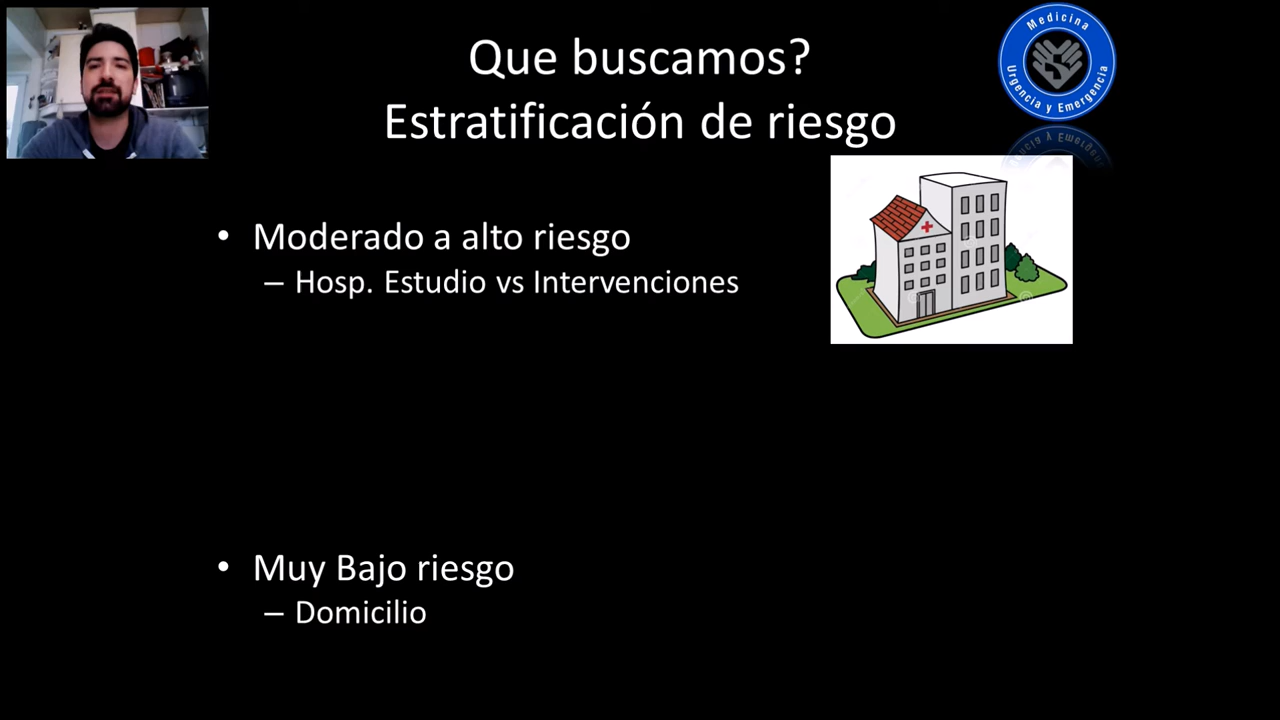 Que buscamos?
Estratificación de riesgo
Medicina
Urgencia y Emergencia
• Moderado a alto riesgo
– Hosp. Estudio vs Intervenciones
• Muy Bajo riesgo
– Domicilio